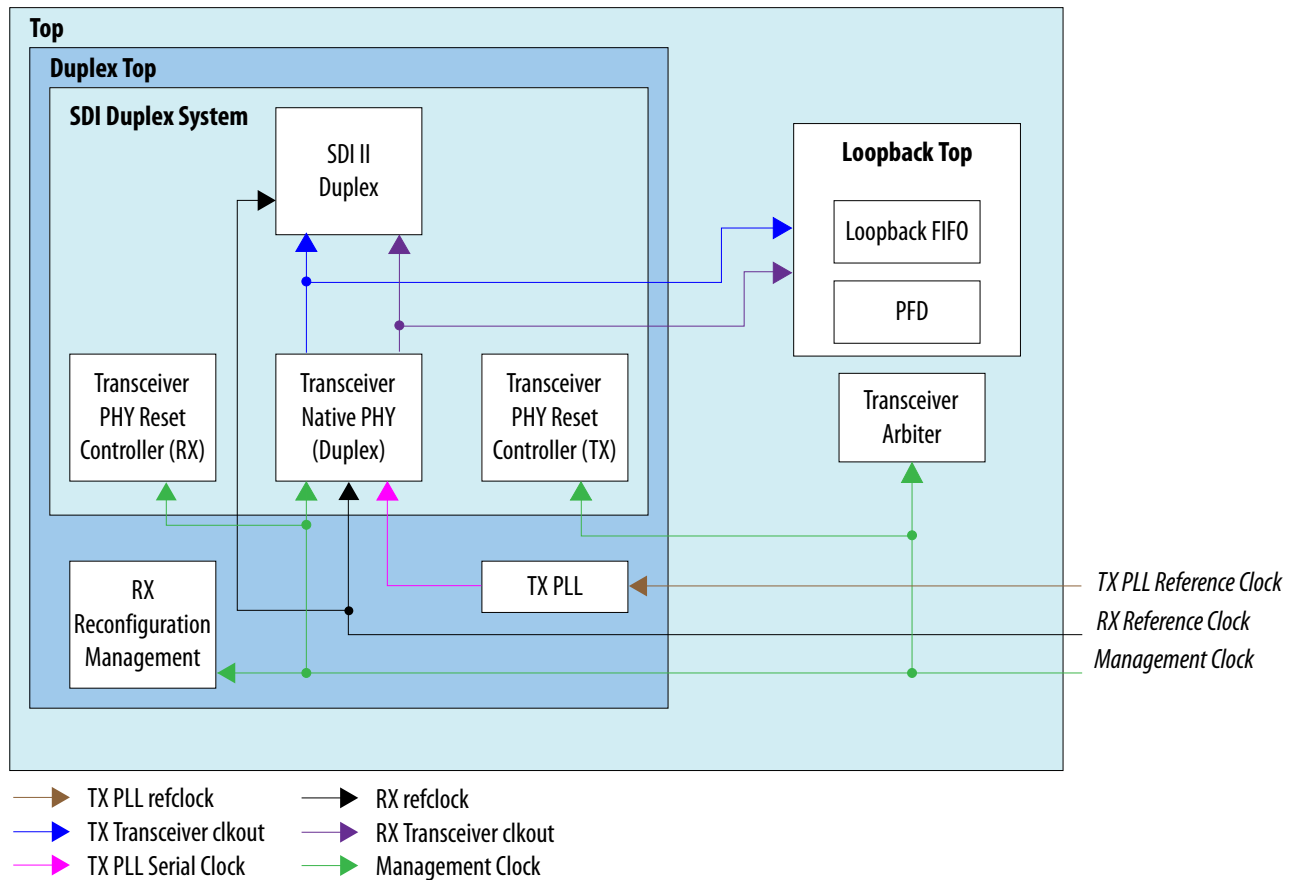 Top
Duplex Top
SDI Duplex System
SDI II
Duplex
Loopback Top
Loopback FIFO
PFD
Transceiver
PHY Reset
Controller (RX)
Transceiver
Native PHY
(Duplex)
Transceiver
PHY Reset
Controller (TX)
Transceiver
Arbiter
RX
Reconfiguration
Management
TX PLL
TX PLL Reference Clock
RX Reference Clock
Management Clock
TX PLL refclock
RX refclock
TX Transceiver clkout
RX Transceiver clkout
TX PLL Serial Clock
Management Clock